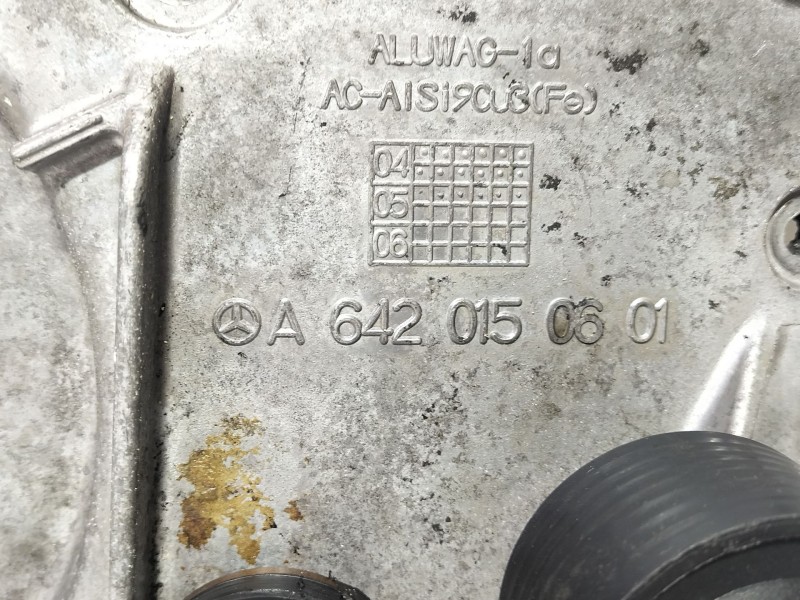 ALUWAG-1a
AC-AlSi9Cu3(Fe)
04
05
06
A 642 015 06 01